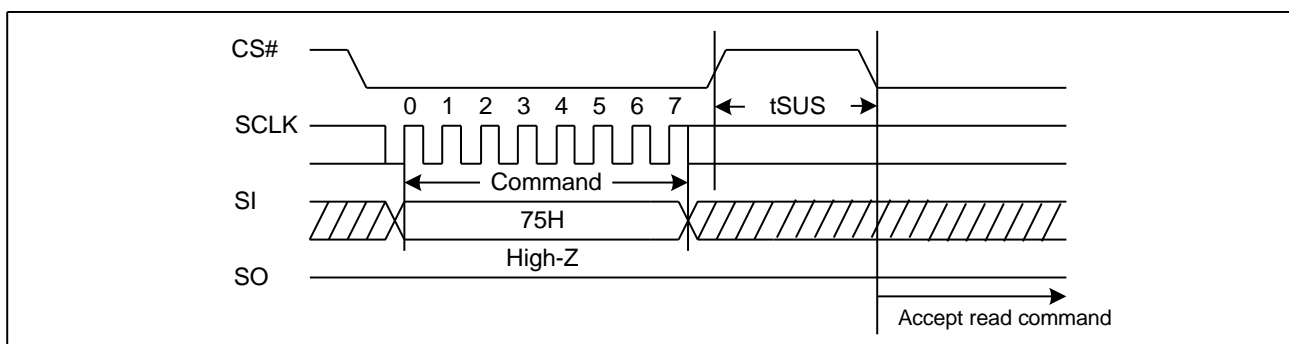 CS#
tSUS
0 1 2 3 4 5 6 7
SCLK
Command
SI
75H
High-Z
SO
Accept read command